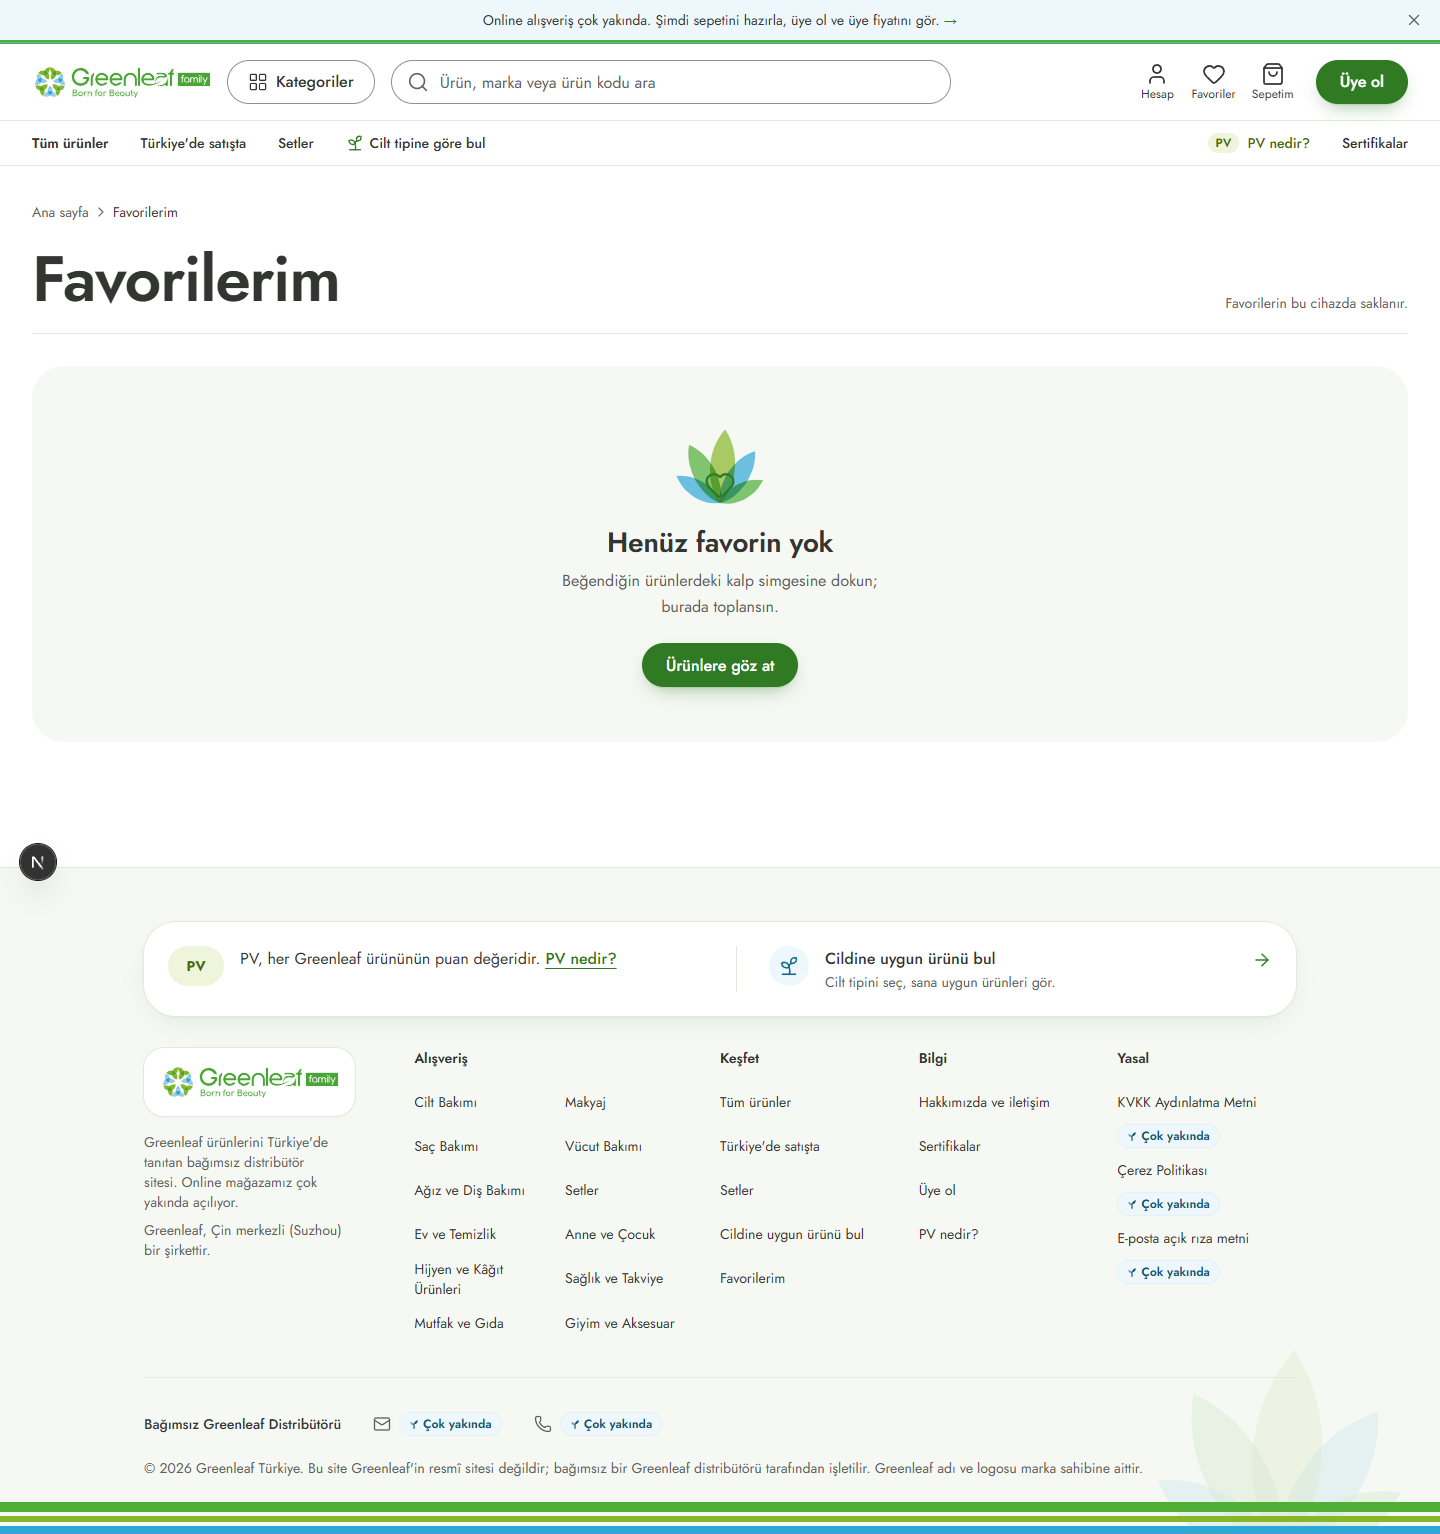 Online alışveriş çok yakında. Şimdi sepetini hazırla, üye ol ve üye fiyatını gör. →
Greenleaf family
Born for Beauty
Kategoriler
Ürün, marka veya ürün kodu ara
Hesap
Favoriler
Sepetim
Üye ol
Tüm ürünler
Türkiye'de satışta
Setler
Cilt tipine göre bul
PV
PV nedir?
Sertifikalar
Ana sayfa
Favorilerim
Favorilerim
Favorilerin bu cihazda saklanır.
Henüz favorin yok
Beğendiğin ürünlerdeki kalp simgesine dokun;
burada toplansın.
Ürünlere göz at
N
PV
PV, her Greenleaf ürününün puan değeridir. PV nedir?
Cildine uygun ürünü bul
Cilt tipini seç, sana uygun ürünleri gör.
Greenleaf family
Born for Beauty
Greenleaf ürünlerini Türkiye'de
tanıtan bağımsız distribütör
sitesi. Online mağazamız çok
yakında açılıyor.
Greenleaf, Çin merkezli (Suzhou)
bir şirkettir.
Alışveriş
Cilt Bakımı
Makyaj
Saç Bakımı
Vücut Bakımı
Ağız ve Diş Bakımı
Setler
Ev ve Temizlik
Anne ve Çocuk
Hijyen ve Kâğıt
Ürünleri
Sağlık ve Takviye
Mutfak ve Gıda
Giyim ve Aksesuar
Keşfet
Tüm ürünler
Türkiye'de satışta
Setler
Cildine uygun ürünü bul
Favorilerim
Bilgi
Hakkımızda ve iletişim
Sertifikalar
Üye ol
PV nedir?
Yasal
KVKK Aydınlatma Metni
Çok yakında
Çerez Politikası
Çok yakında
E-posta açık rıza metni
Çok yakında
Bağımsız Greenleaf Distribütörü
Çok yakında
Çok yakında
© 2026 Greenleaf Türkiye. Bu site Greenleaf'in resmî sitesi değildir; bağımsız bir Greenleaf distribütörü tarafından işletilir. Greenleaf adı ve logosu marka sahibine aittir.